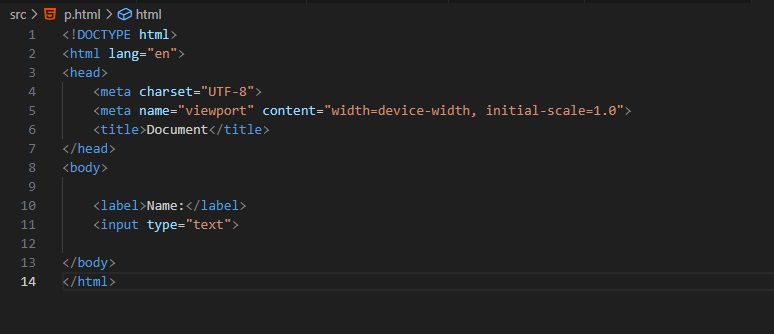 src > p.html > html
1 <!DOCTYPE html>
2 <html lang="en">
3 <head>
4     <meta charset="UTF-8">
5     <meta name="viewport" content="width=device-width, initial-scale=1.0">
6     <title>Document</title>
7 </head>
8 <body>
9
10     <label>Name:</label>
11     <input type="text">
12
13 </body>
14 </html>